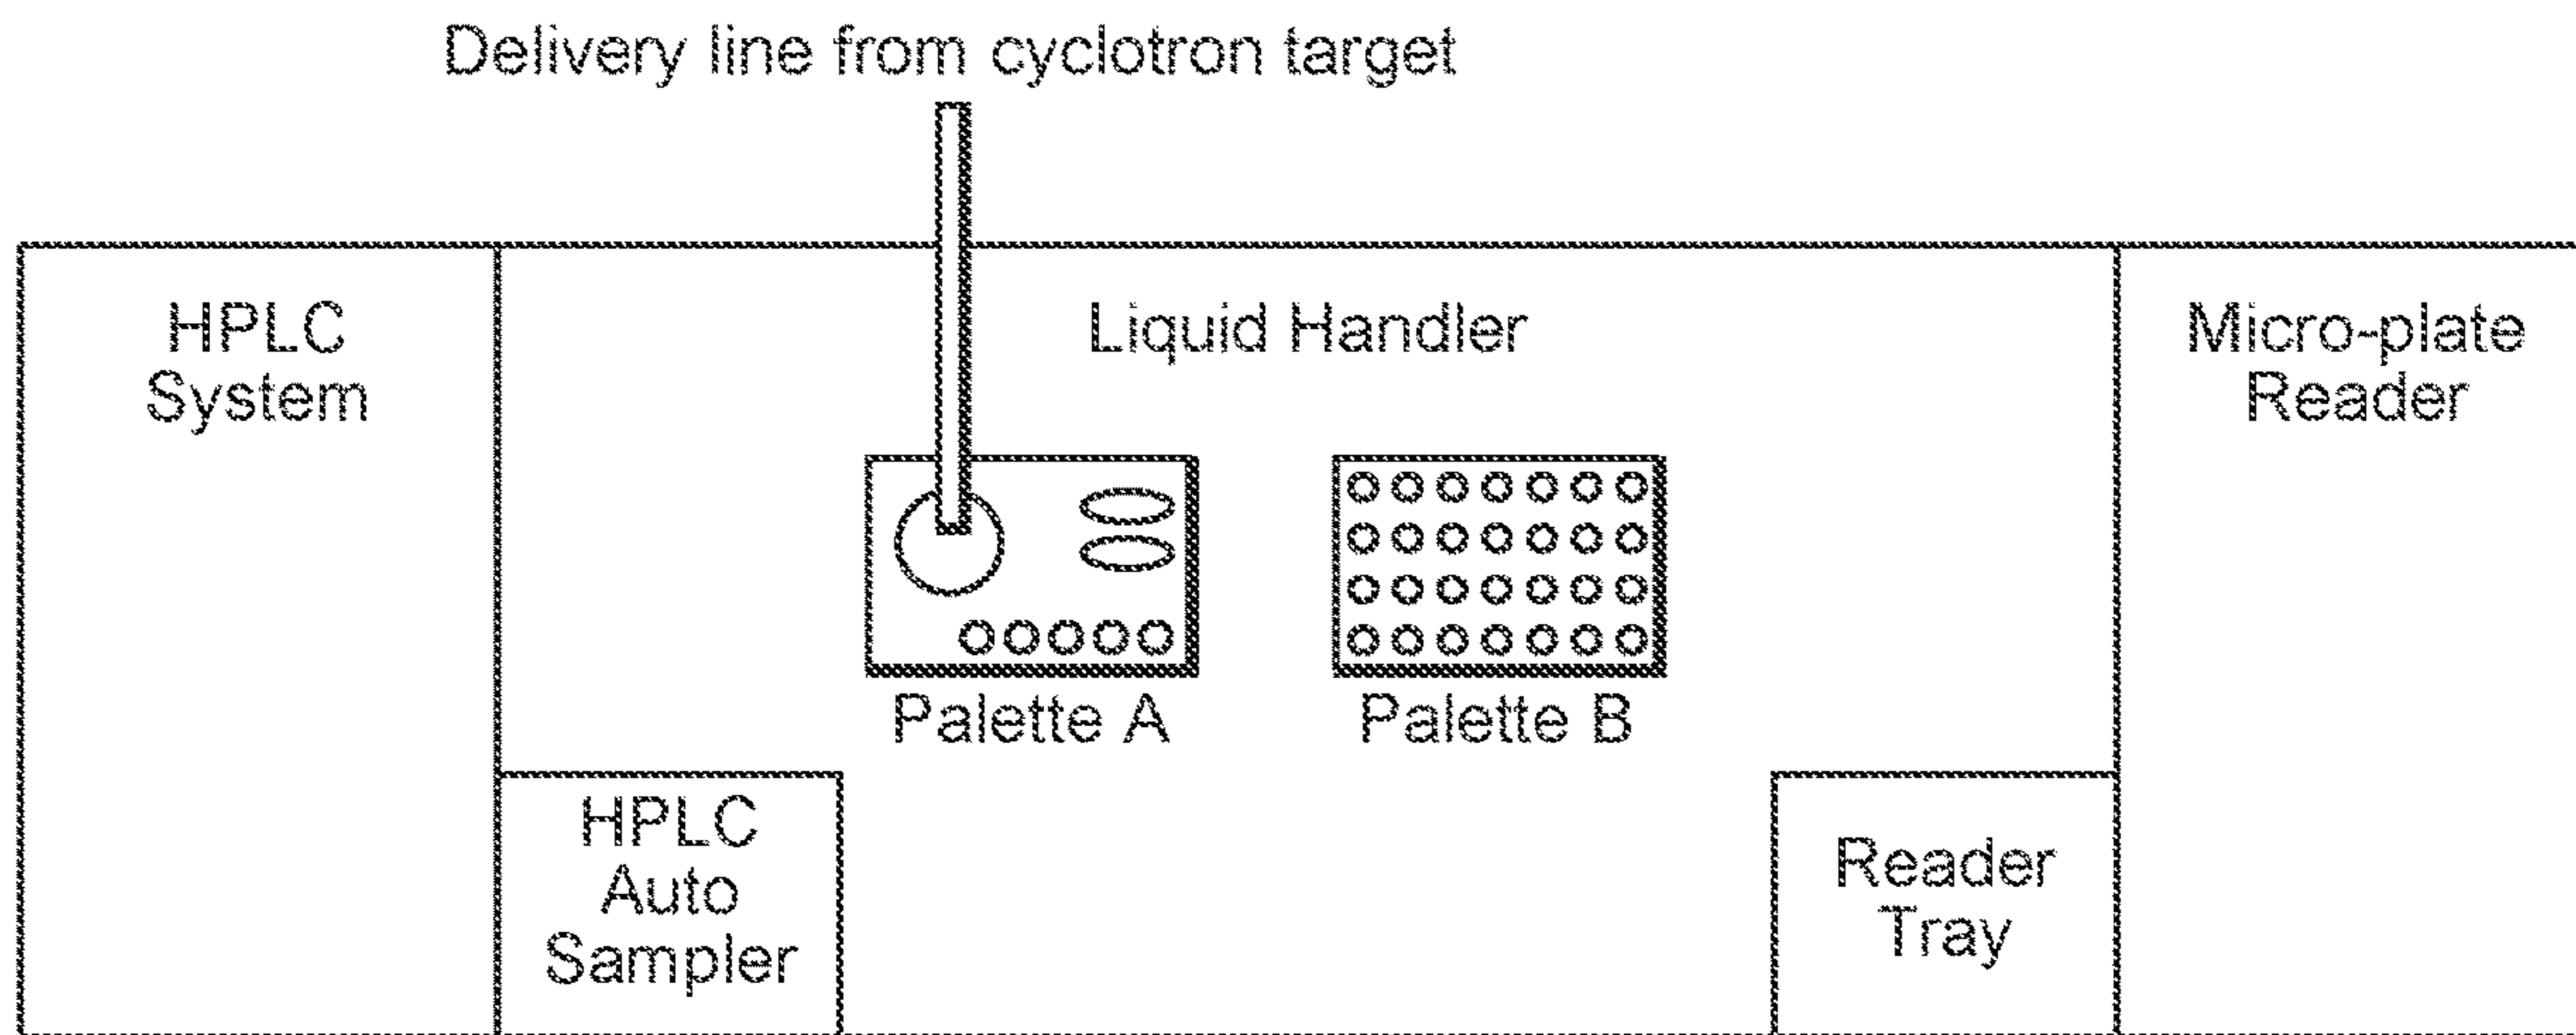 Delivery line from cyclotron target
HPLC
System
Liquid Handler
Micro-plate
Reader
Palette A
Palette B
HPLC
Auto
Sampler
Reader
Tray